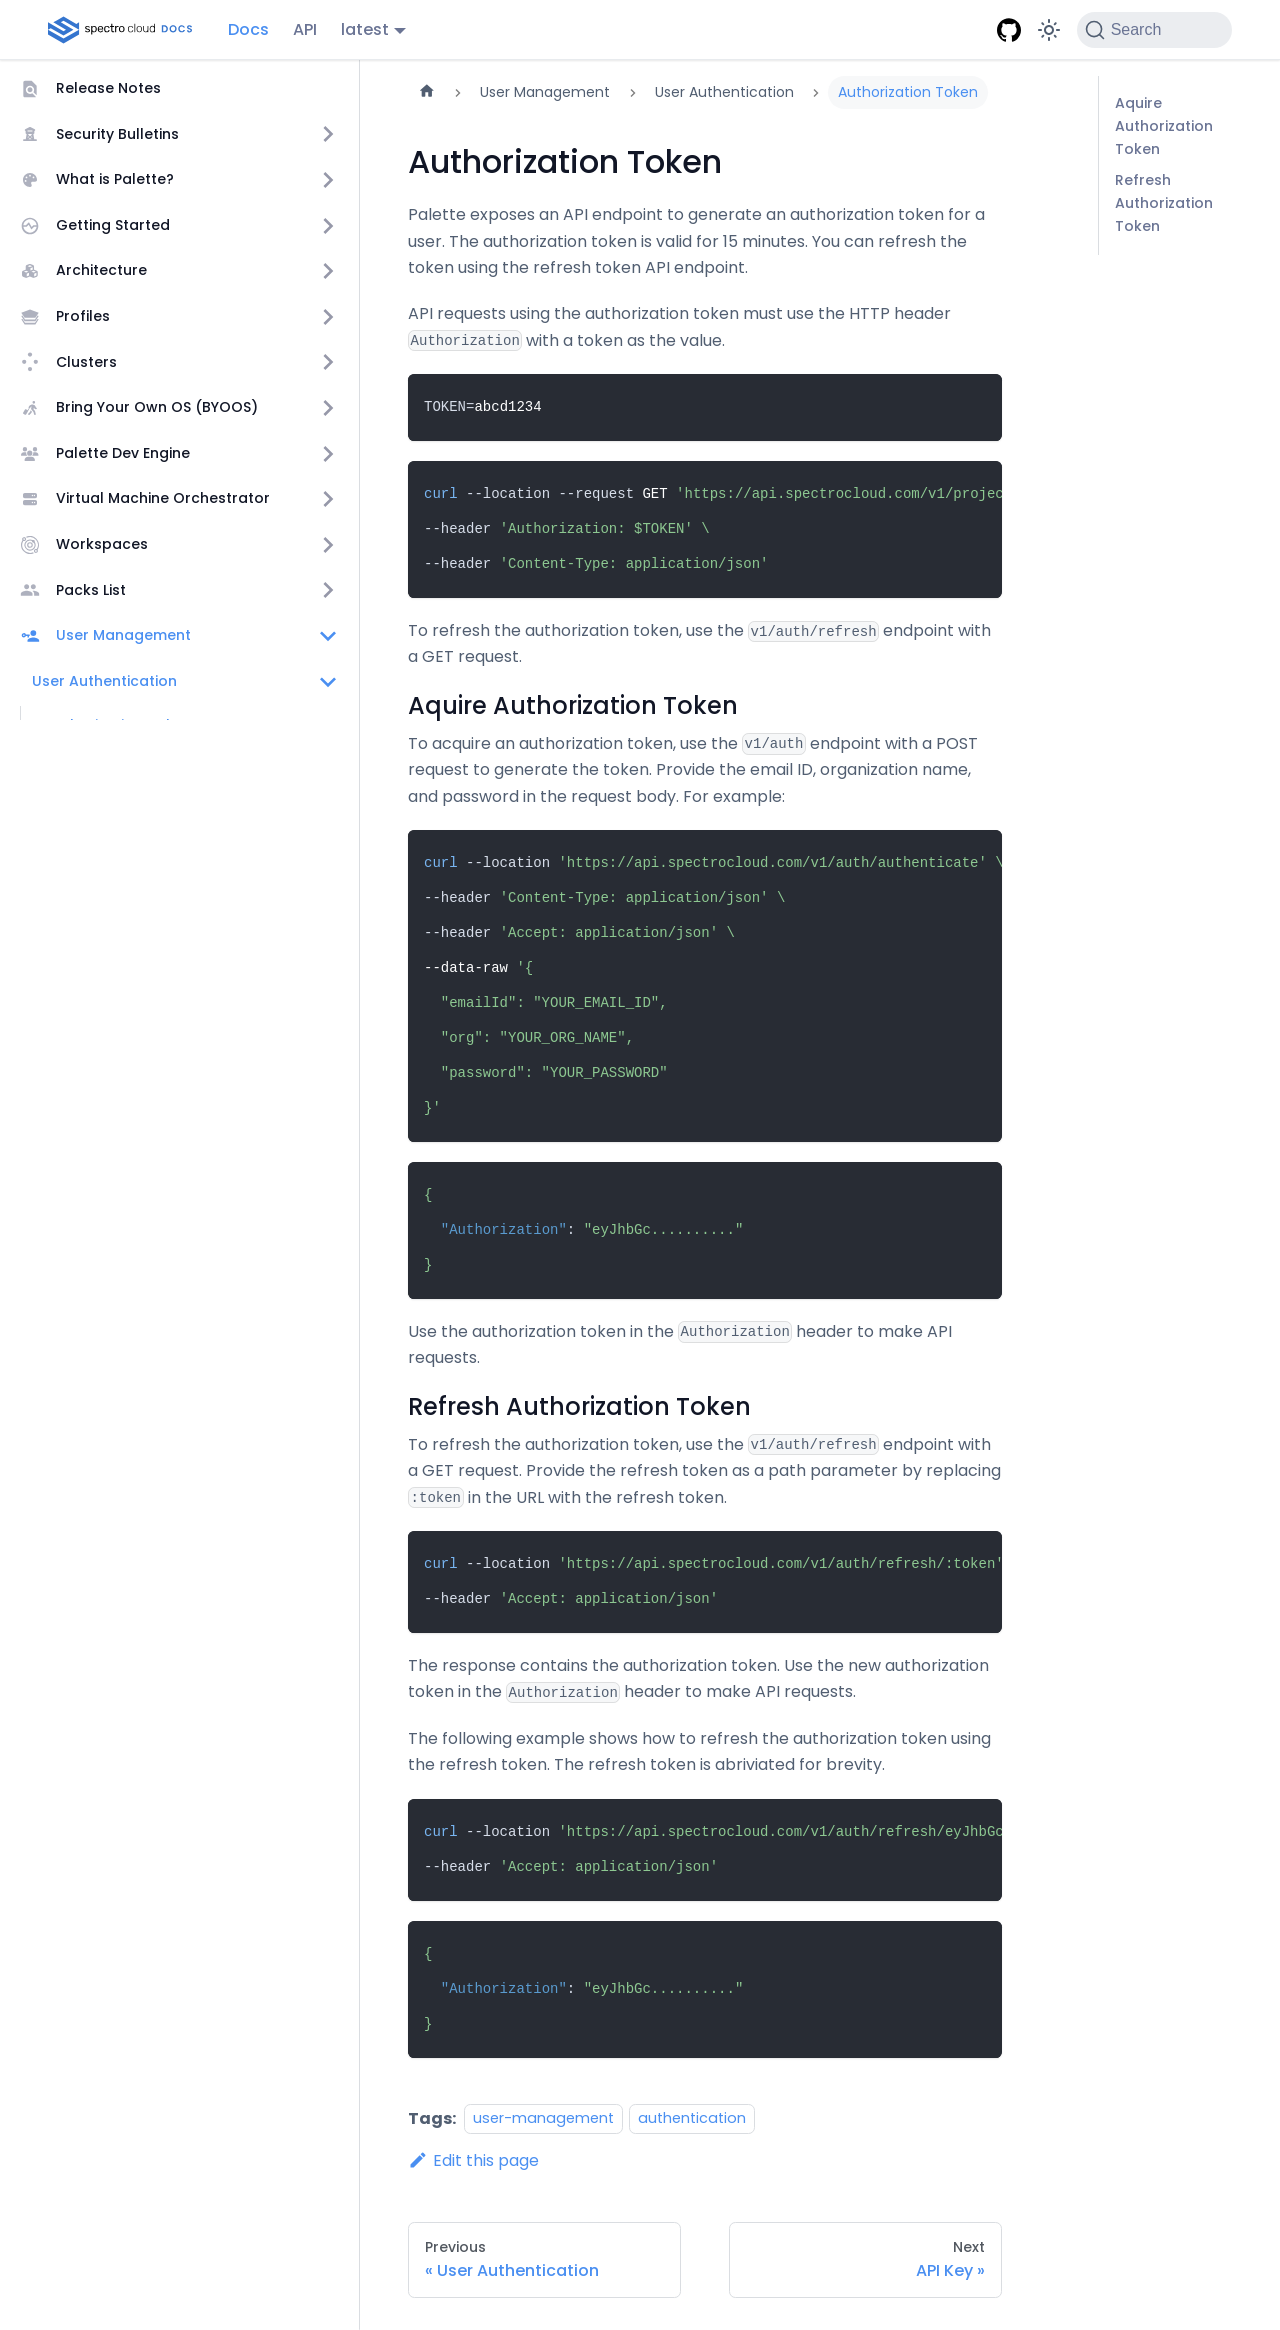 spectro cloud DOCS
Docs
API
latest
Search
Release Notes
Security Bulletins
What is Palette?
Getting Started
Architecture
Profiles
Clusters
Bring Your Own OS (BYOOS)
Palette Dev Engine
Virtual Machine Orchestrator
Workspaces
Packs List
User Management
User Authentication
User Management
User Authentication
Authorization Token
Authorization Token
Palette exposes an API endpoint to generate an authorization token for a
user. The authorization token is valid for 15 minutes. You can refresh the
token using the refresh token API endpoint.
API requests using the authorization token must use the HTTP header
Authorization with a token as the value.
TOKEN=abcd1234
curl --location --request GET 'https://api.spectrocloud.com/v1/projec
--header 'Authorization: $TOKEN' \
--header 'Content-Type: application/json'
To refresh the authorization token, use the v1/auth/refresh endpoint with
a GET request.
Aquire Authorization Token
To acquire an authorization token, use the v1/auth endpoint with a POST
request to generate the token. Provide the email ID, organization name,
and password in the request body. For example:
curl --location 'https://api.spectrocloud.com/v1/auth/authenticate' \
--header 'Content-Type: application/json' \
--header 'Accept: application/json' \
--data-raw '{
"emailId": "YOUR_EMAIL_ID",
"org": "YOUR_ORG_NAME",
"password": "YOUR_PASSWORD"
}'
{
"Authorization": "eyJhbGc.........."
}
Use the authorization token in the Authorization header to make API
requests.
Refresh Authorization Token
To refresh the authorization token, use the v1/auth/refresh endpoint with
a GET request. Provide the refresh token as a path parameter by replacing
:token in the URL with the refresh token.
curl --location 'https://api.spectrocloud.com/v1/auth/refresh/:token'
--header 'Accept: application/json'
The response contains the authorization token. Use the new authorization
token in the Authorization header to make API requests.
The following example shows how to refresh the authorization token using
the refresh token. The refresh token is abriviated for brevity.
curl --location 'https://api.spectrocloud.com/v1/auth/refresh/eyJhbGc
--header 'Accept: application/json'
{
"Authorization": "eyJhbGc.........."
}
Tags: user-management authentication
Edit this page
Previous
« User Authentication
Next
API Key »
Aquire
Authorization
Token
Refresh
Authorization
Token